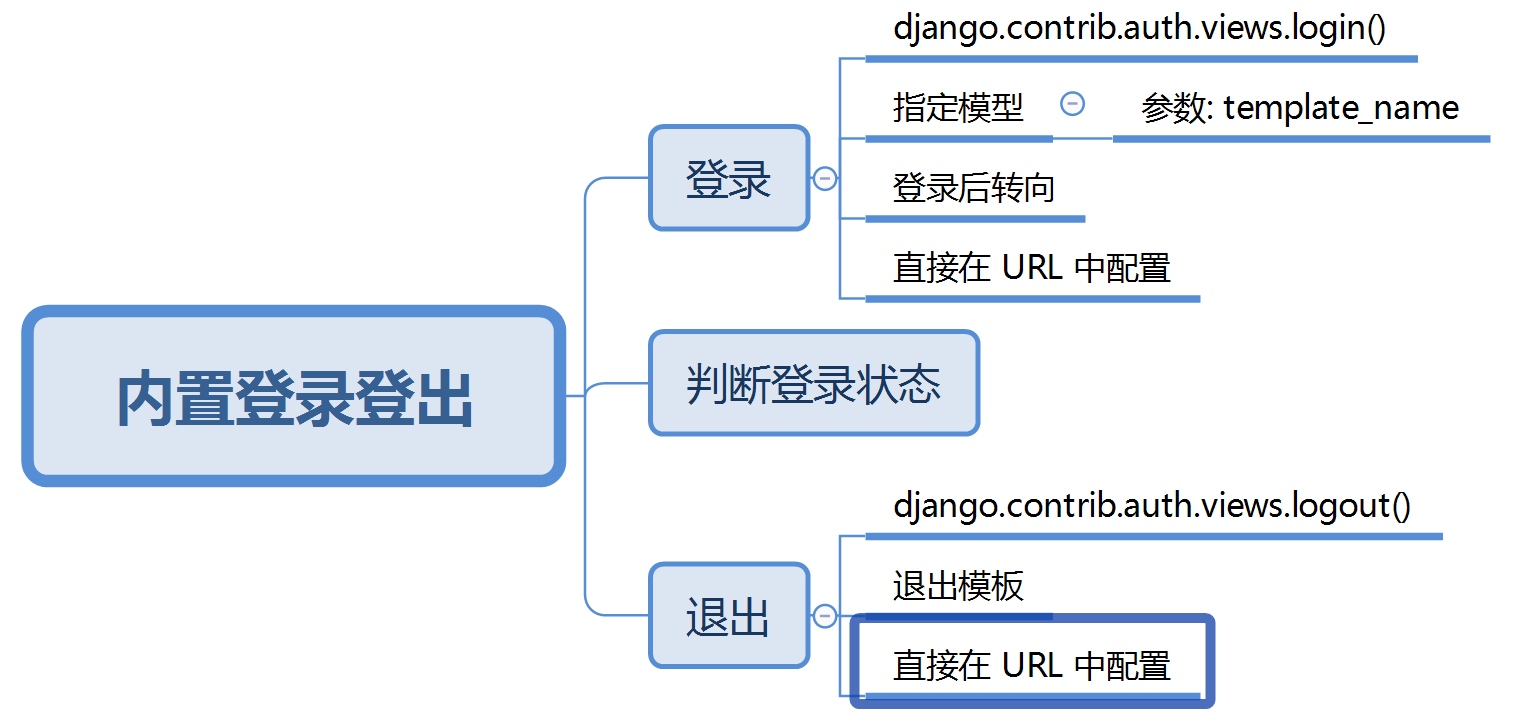 内置登录登出
登录
django.contrib.auth.views.login()
指定模型
参数: template_name
登录后转向
直接在 URL 中配置
判断登录状态
退出
django.contrib.auth.views.logout()
退出模板
直接在 URL 中配置